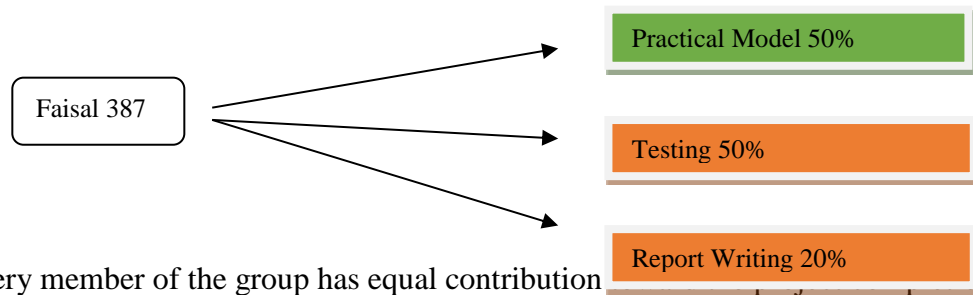 Practical Model 50%
Faisal 387
Testing 50%
Report Writing 20%
ery member of the group has equal contribution